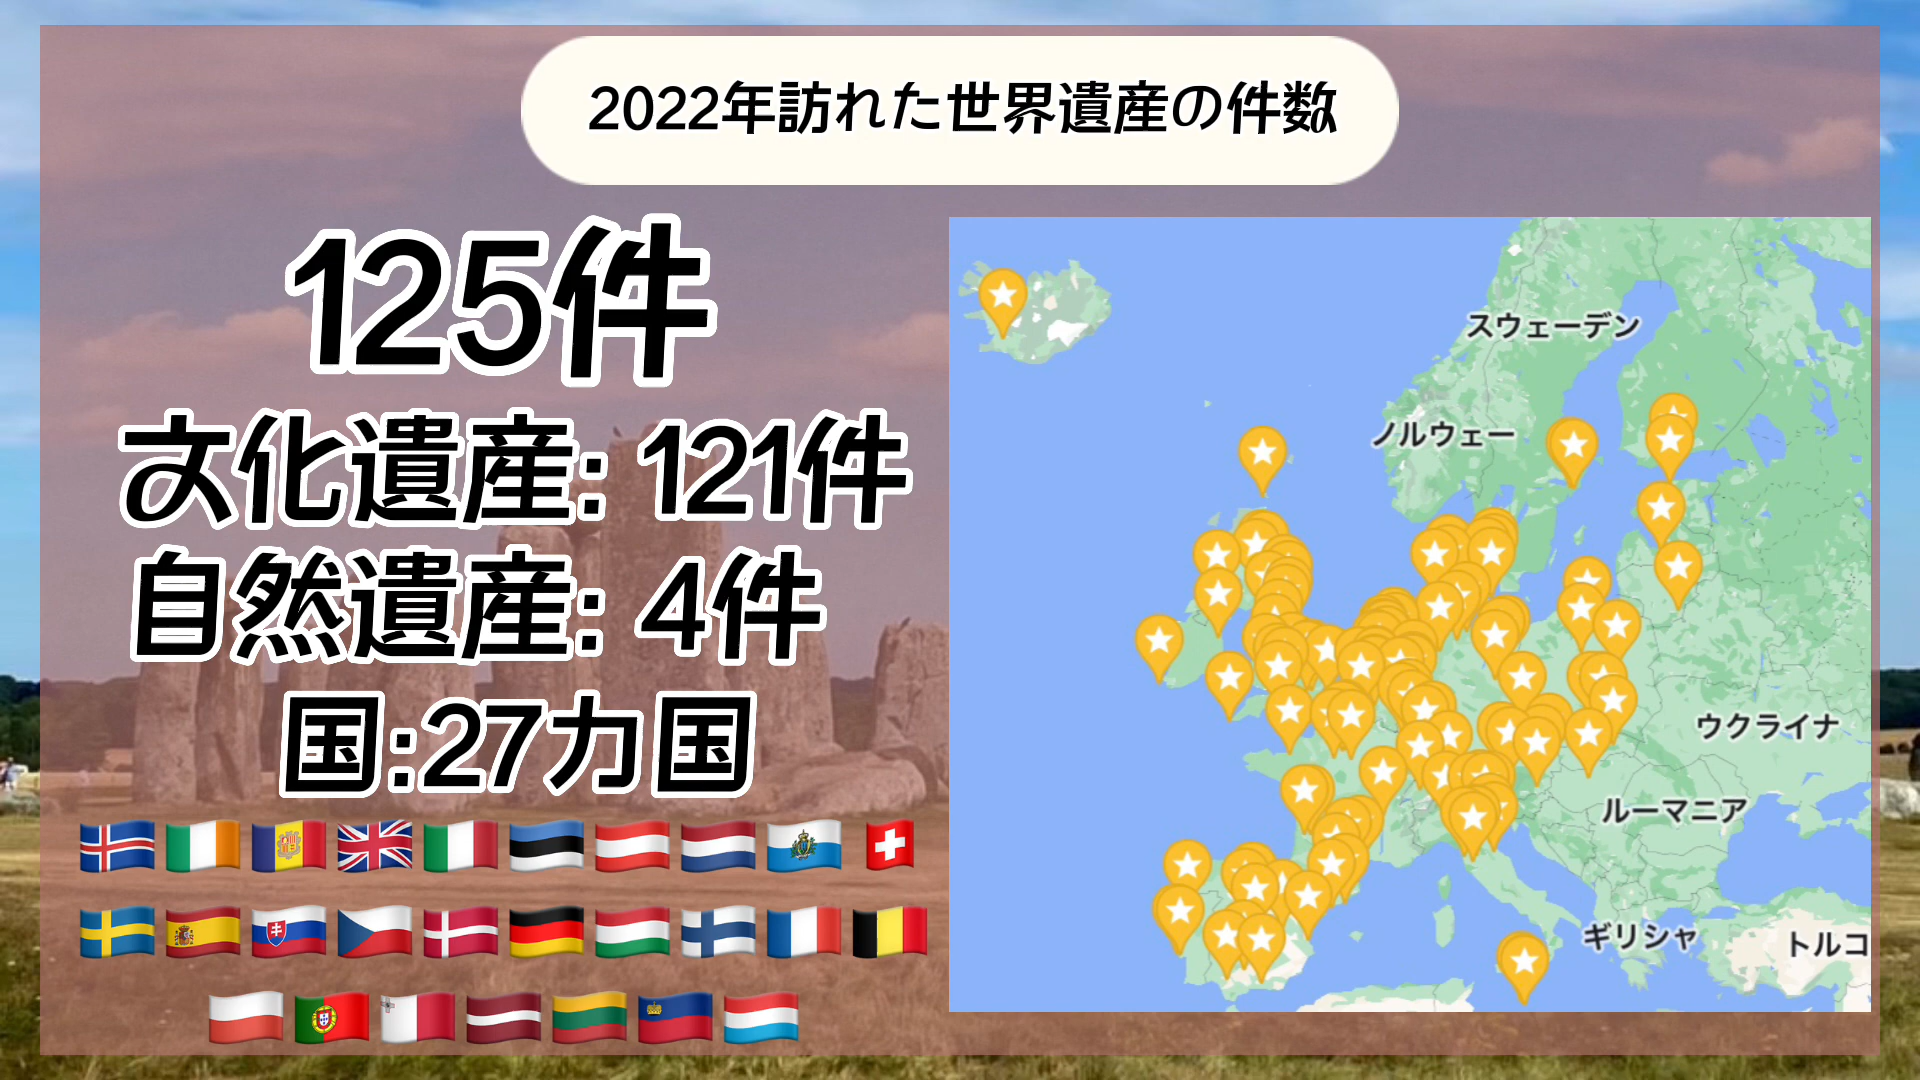 2022年訪れた世界遺産の件数
125件
文化遺産: 121件
自然遺産: 4件
国:27カ国
スウェーデン
ノルウェー
ウクライナ
ルーマニア
ギリシャ
トルコ